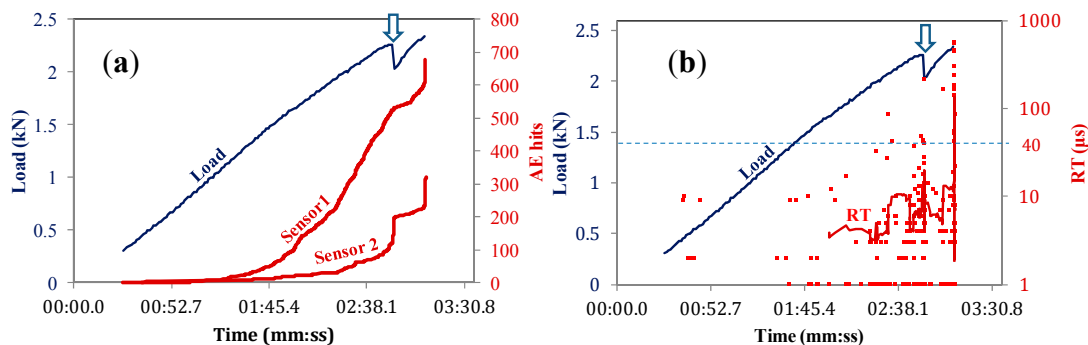 (a)
2.5
2
1.5
1
0.5
0
Load (kN)
800
700
600
500
400
300
200
100
0
AE hits
Load
Sensor1
Sensor 2
00:00.0 00:52.7 01:45.4 02:38.1 03:30.8
Time (mm:ss)
(b)
2.5
2
1.5
1
0.5
0
Load (kN)
1000
100
40
10
1
RT (µs)
Load
RT
00:00.0 00:52.7 01:45.4 02:38.1 03:30.8
Time (mm:ss)